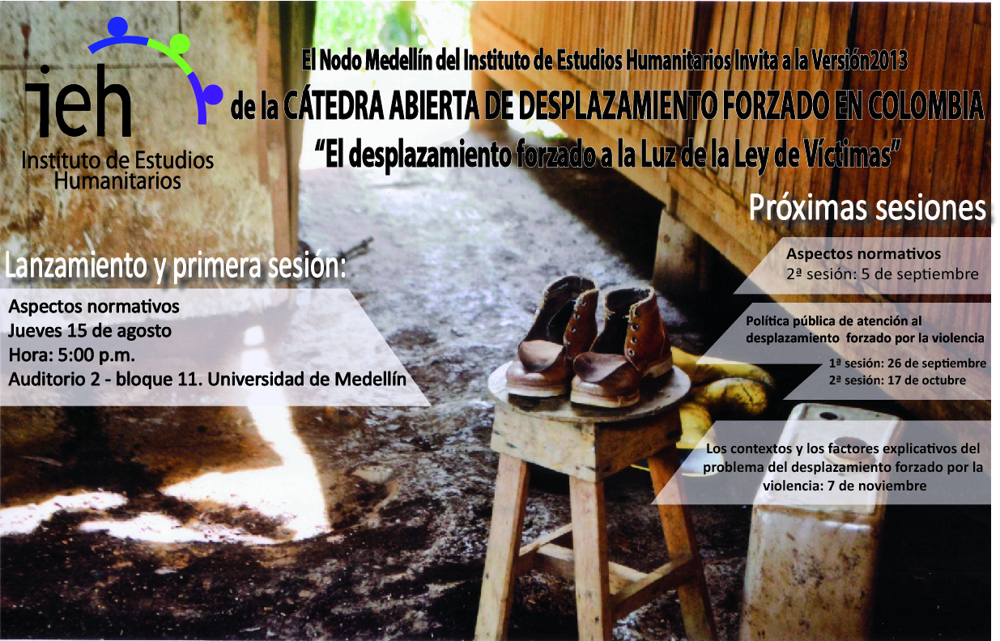 ieh
Instituto de Estudios
Humanitarios
El Nodo Medellín del Instituto de Estudios Humanitarios Invita a la Versión2013
de la CÁTEDRA ABIERTA DE DESPLAZAMIENTO FORZADO EN COLOMBIA
“El desplazamiento forzado a la Luz de la Ley de Víctimas”
Lanzamiento y primera sesión:
Aspectos normativos
Jueves 15 de agosto
Hora: 5:00 p.m.
Auditorio 2 - bloque 11. Universidad de Medellín
Próximas sesiones
Aspectos normativos
2ª sesión: 5 de septiembre
Política pública de atención al
desplazamiento forzado por la violencia
1ª sesión: 26 de septiembre
2ª sesión: 17 de octubre
Los contextos y los factores explicativos del
problema del desplazamiento forzado por la
violencia: 7 de noviembre